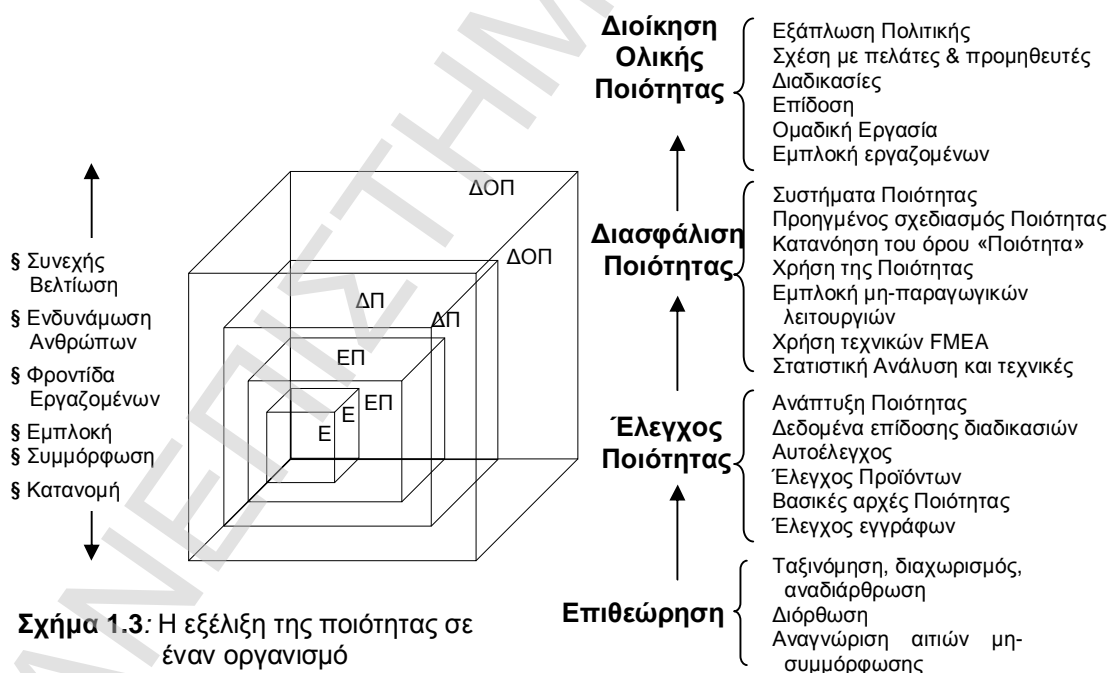 Διοίκηση
Ολικής
Ποιότητας
Εξάπλωση Πολιτικής
Σχέση με πελάτες & προμηθευτές
Διαδικασίες
Επίδοση
Ομαδική Εργασία
Εμπλοκή εργαζομένων
Διασφάλιση
Ποιότητας
Συστήματα Ποιότητας
Προηγμένος σχεδιασμός Ποιότητας
Κατανόηση του όρου «Ποιότητα»
Χρήση της Ποιότητας
Εμπλοκή μη-παραγωγικών
λειτουργιών
Χρήση τεχνικών FMEA
Στατιστική Ανάλυση και τεχνικές
Έλεγχος
Ποιότητας
Ανάπτυξη Ποιότητας
Δεδομένα επίδοσης διαδικασιών
Αυτοέλεγχος
Έλεγχος Προϊόντων
Βασικές αρχές Ποιότητας
Έλεγχος εγγράφων
Επιθεώρηση
Ταξινόμηση, διαχωρισμός,
αναδιάρθρωση
Διόρθωση
Αναγνώριση αιτιών μη-
συμμόρφωσης
§ Συνεχής
Βελτίωση
§ Ενδυνάμωση
Ανθρώπων
§ Φροντίδα
Εργαζομένων
§ Εμπλοκή
§ Συμμόρφωση
§ Κατανομή
ΔΟΠ
ΔΟΠ
ΔΠ
ΔΠ
ΕΠ
ΕΠ
Ε
Ε
Σχήμα 1.3: Η εξέλιξη της ποιότητας σε
έναν οργανισμό
ΑΝΕΠΙΣΤΗΜ